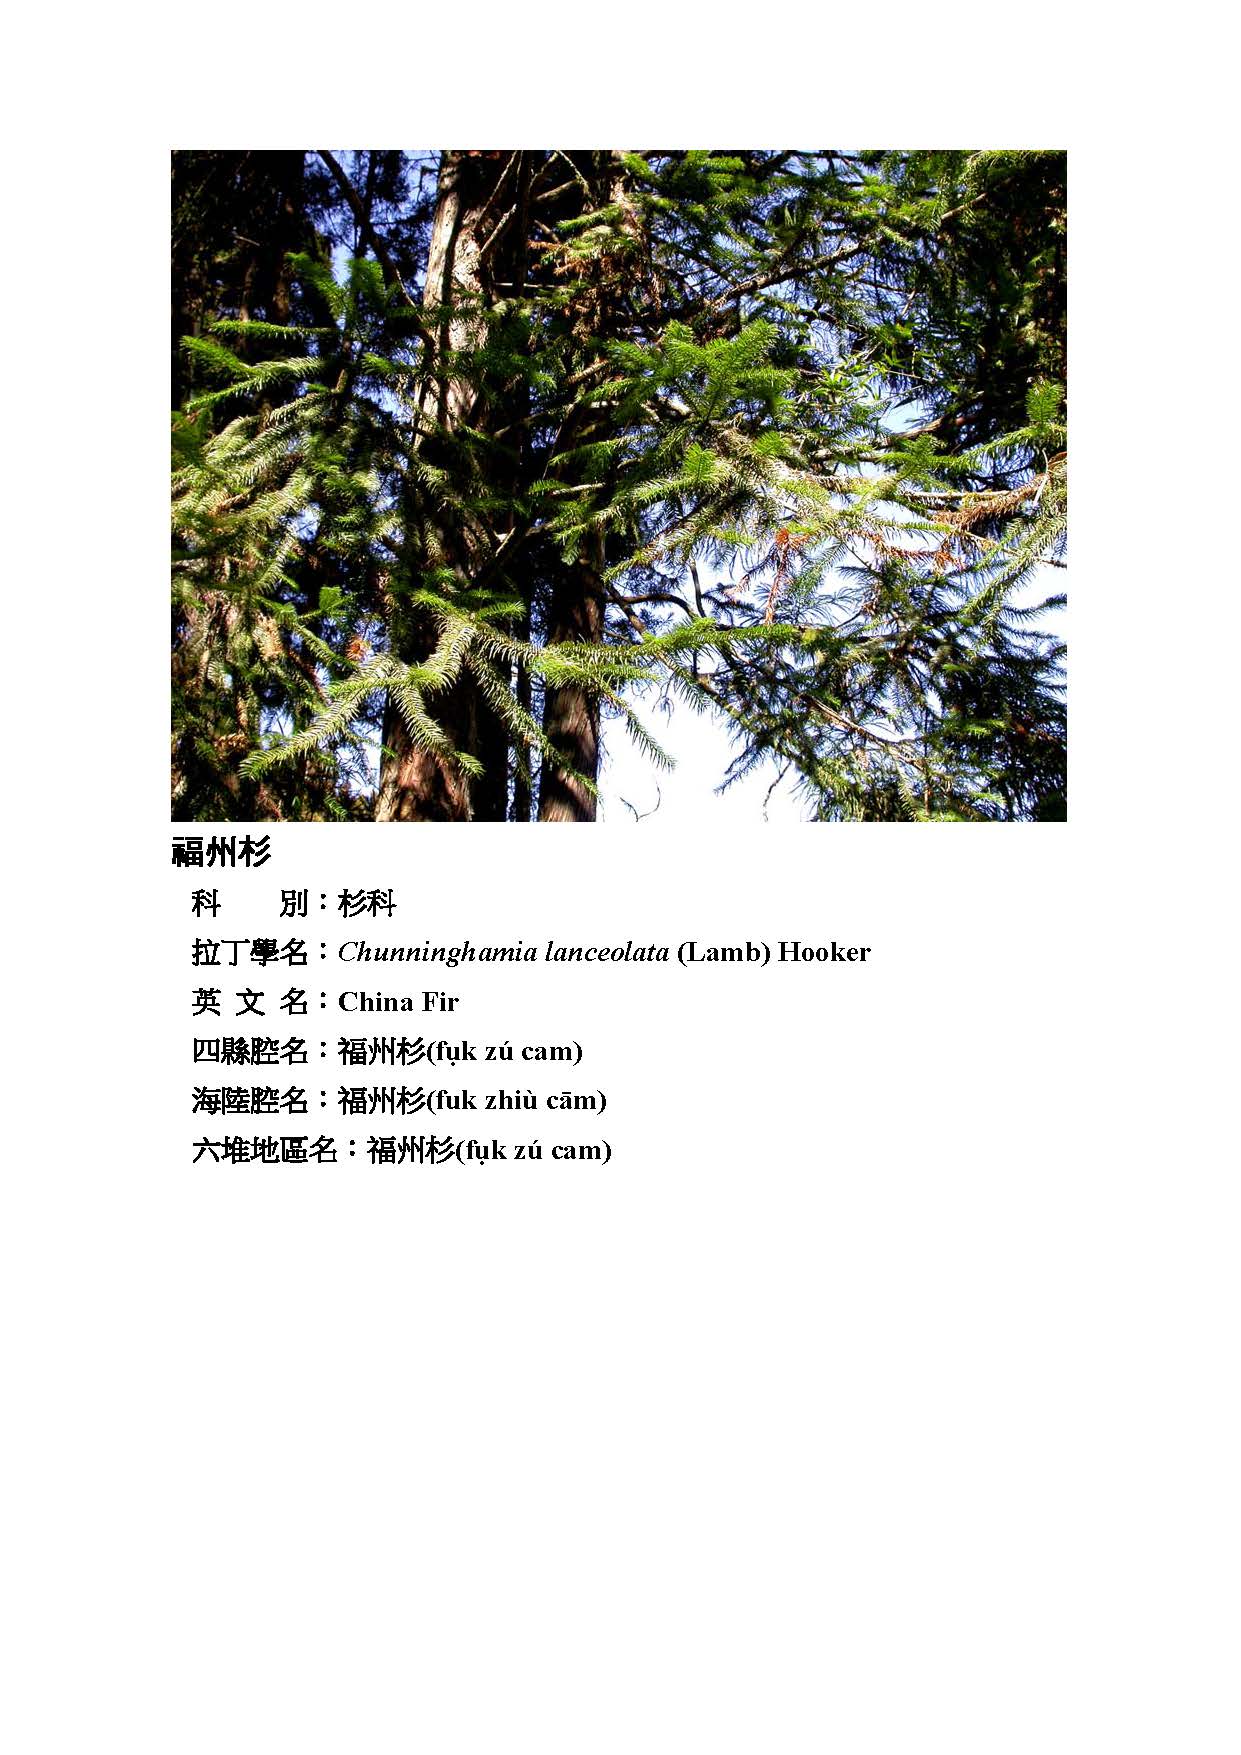 福州杉
科　　別：杉科
拉丁學名：Chunninghamia lanceolata (Lamb) Hooker
英 文 名：China Fir
四縣腔名：福州杉(fụk zú cam)
海陸腔名：福州杉(fuk zhiù cām)
六堆地區名：福州杉(fụk zú cam)